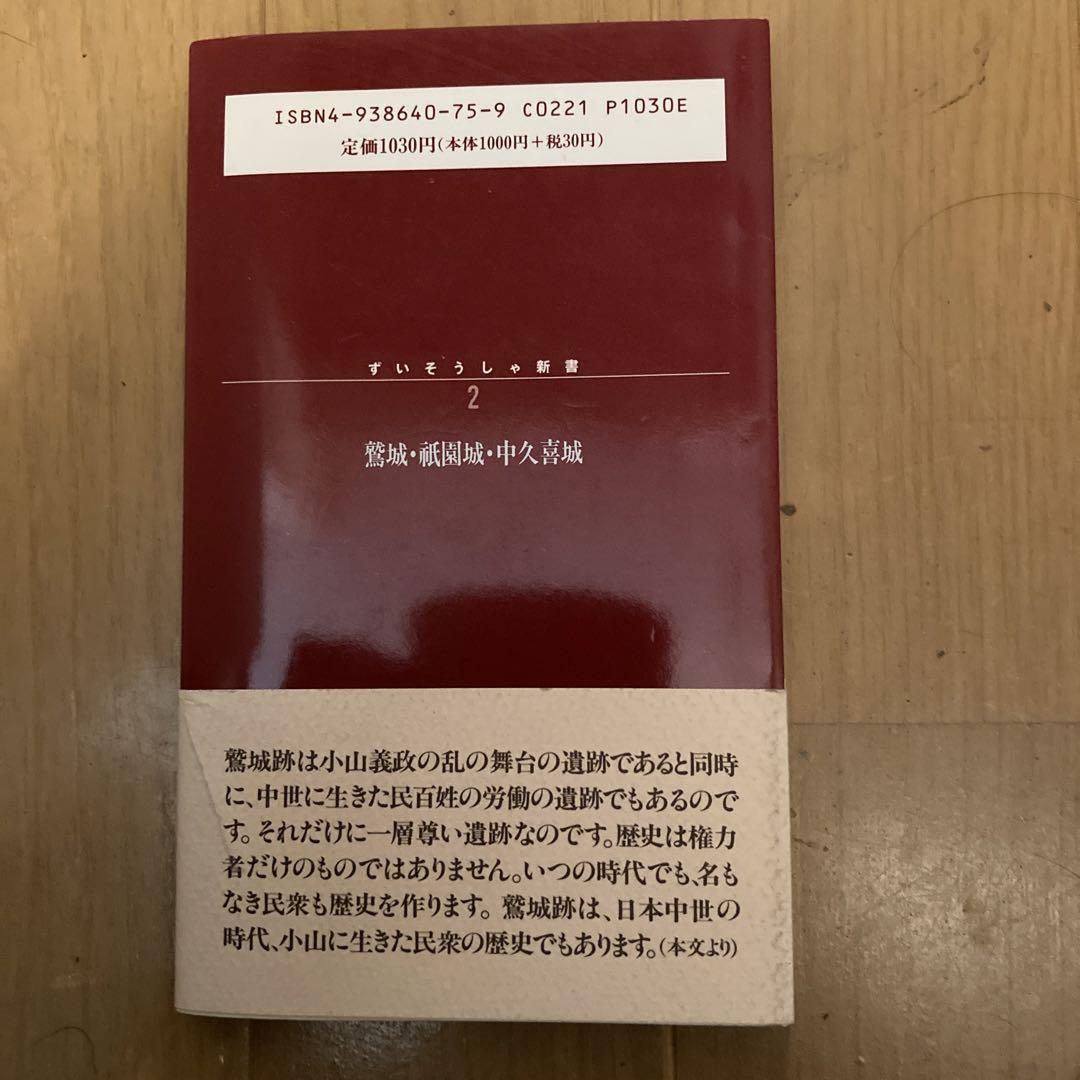 ISBN4-938640-75-9 C0221 P1030E
定価1030円(本体1000円+税30円)
ずいそうしゃ新書
2
鷲城・祇園城・中久喜城
鷲城跡は小山義政の乱の舞台の遺跡であると同時
に、中世に生きた民百姓の労働の遺跡でもあるので
す。それだけに一層尊い遺跡なのです。歴史は権力
者だけのものではありません。いつの時代でも、名も
なき民衆も歴史を作ります。鷲城跡は、日本中世の
時代、小山に生きた民衆の歴史でもあります。(本文より)